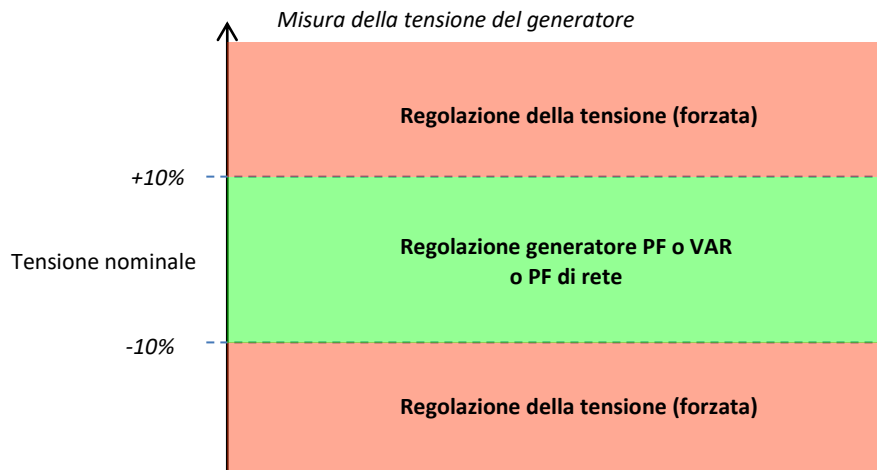 Misura della tensione del generatore
Regolazione della tensione (forzata)
+10%
Regolazione generatore PF o VAR
o PF di rete
Tensione nominale
-10%
Regolazione della tensione (forzata)